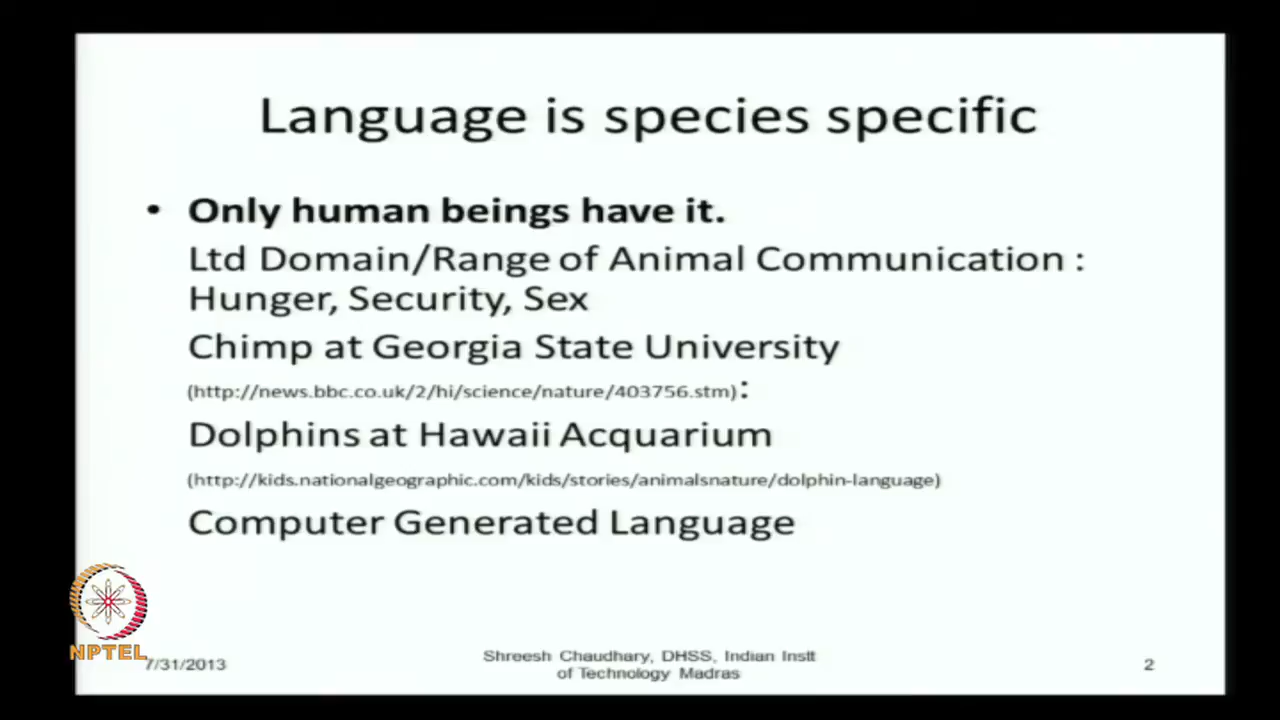 Language is species specific
• Only human beings have it.
Ltd Domain/Range of Animal Communication :
Hunger, Security, Sex
Chimp at Georgia State University
(http://news.bbc.co.uk/2/hi/science/nature/403756.stm):
Dolphins at Hawaii Acquarium
(http://kids.nationalgeographic.com/kids/stories/animalsnature/dolphin-language)
Computer Generated Language
NPTEL
7/31/2013
Shreesh Chaudhary, DHSS, Indian Instt
of Technology Madras
2